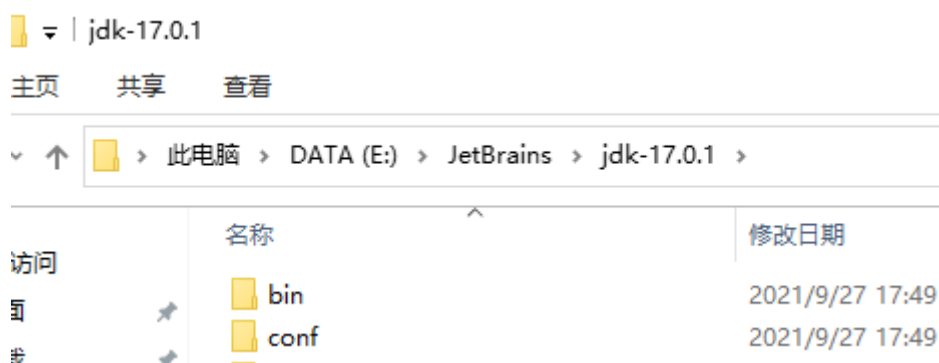 jdk-17.0.1
主页 共享 查看
此电脑 > DATA (E:) > JetBrains > jdk-17.0.1 >
名称 修改日期
访问
bin 2021/9/27 17:49
面
conf 2021/9/27 17:49